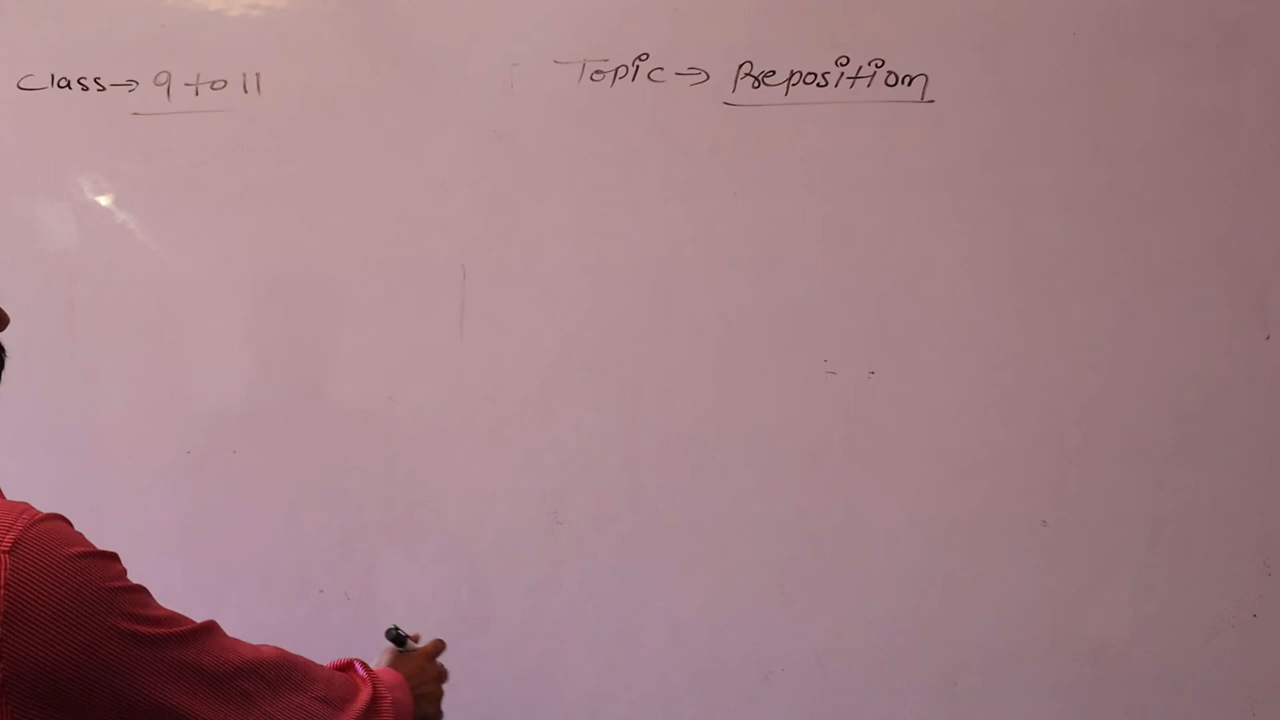 Class→ 9 to 11
Topic → Preposition